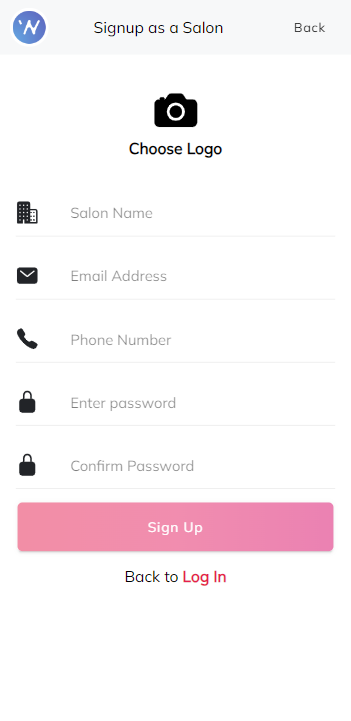 Signup as a Salon
Back
Choose Logo
Salon Name
Email Address
Phone Number
Enter password
Confirm Password
Sign Up
Back to Log In